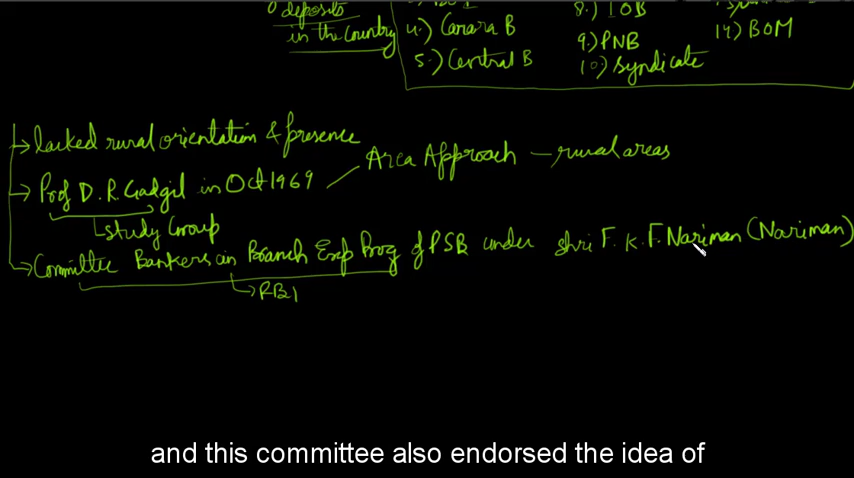 deposits
in the country
4.) Canara B
5.) Central B
8.) IOB
9.) PNB
10) Syndicate
14) BOM
lacked rural orientation & presence
Prof D. R. Gadgil in Oct 1969
Area Approach — rural areas
Study Group
Committee Bankers in Branch Exp Prog of PSB under Shri F. K. F. Nariman (Nariman)
RBI
and this committee also endorsed the idea of